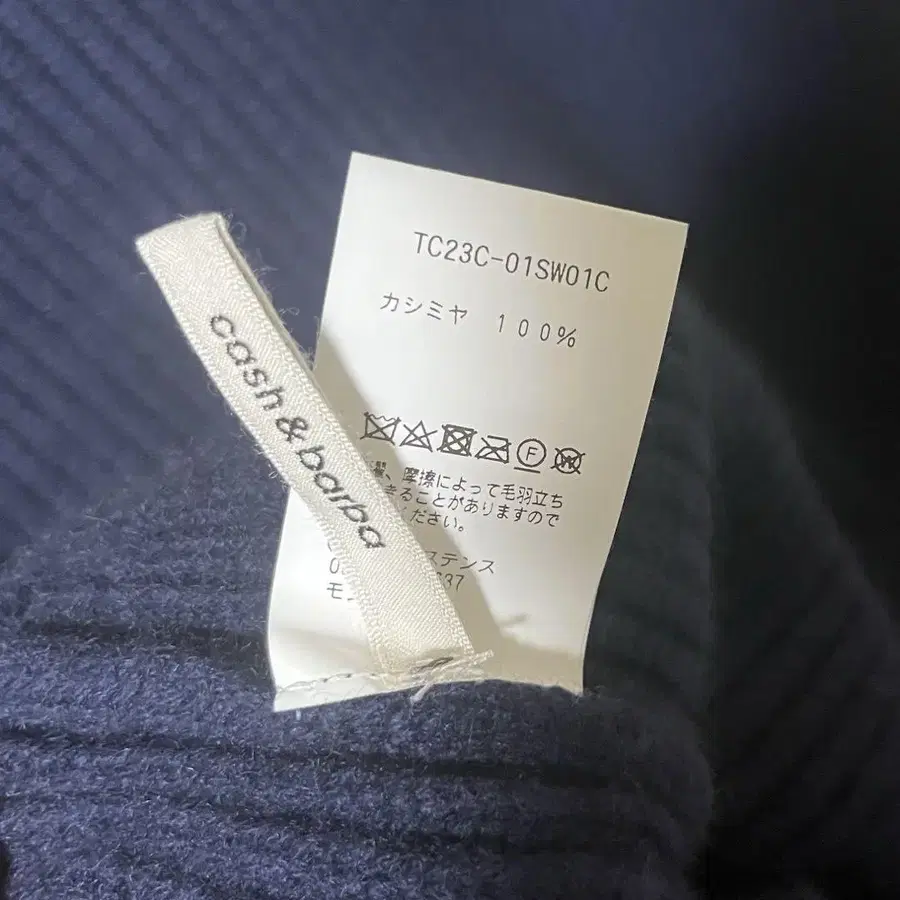 cash & barba
TC23C-01SW01C
カシミヤ 100%
F
W
、摩擦によって毛羽立ち
きることがありますので
ください。
ステンス